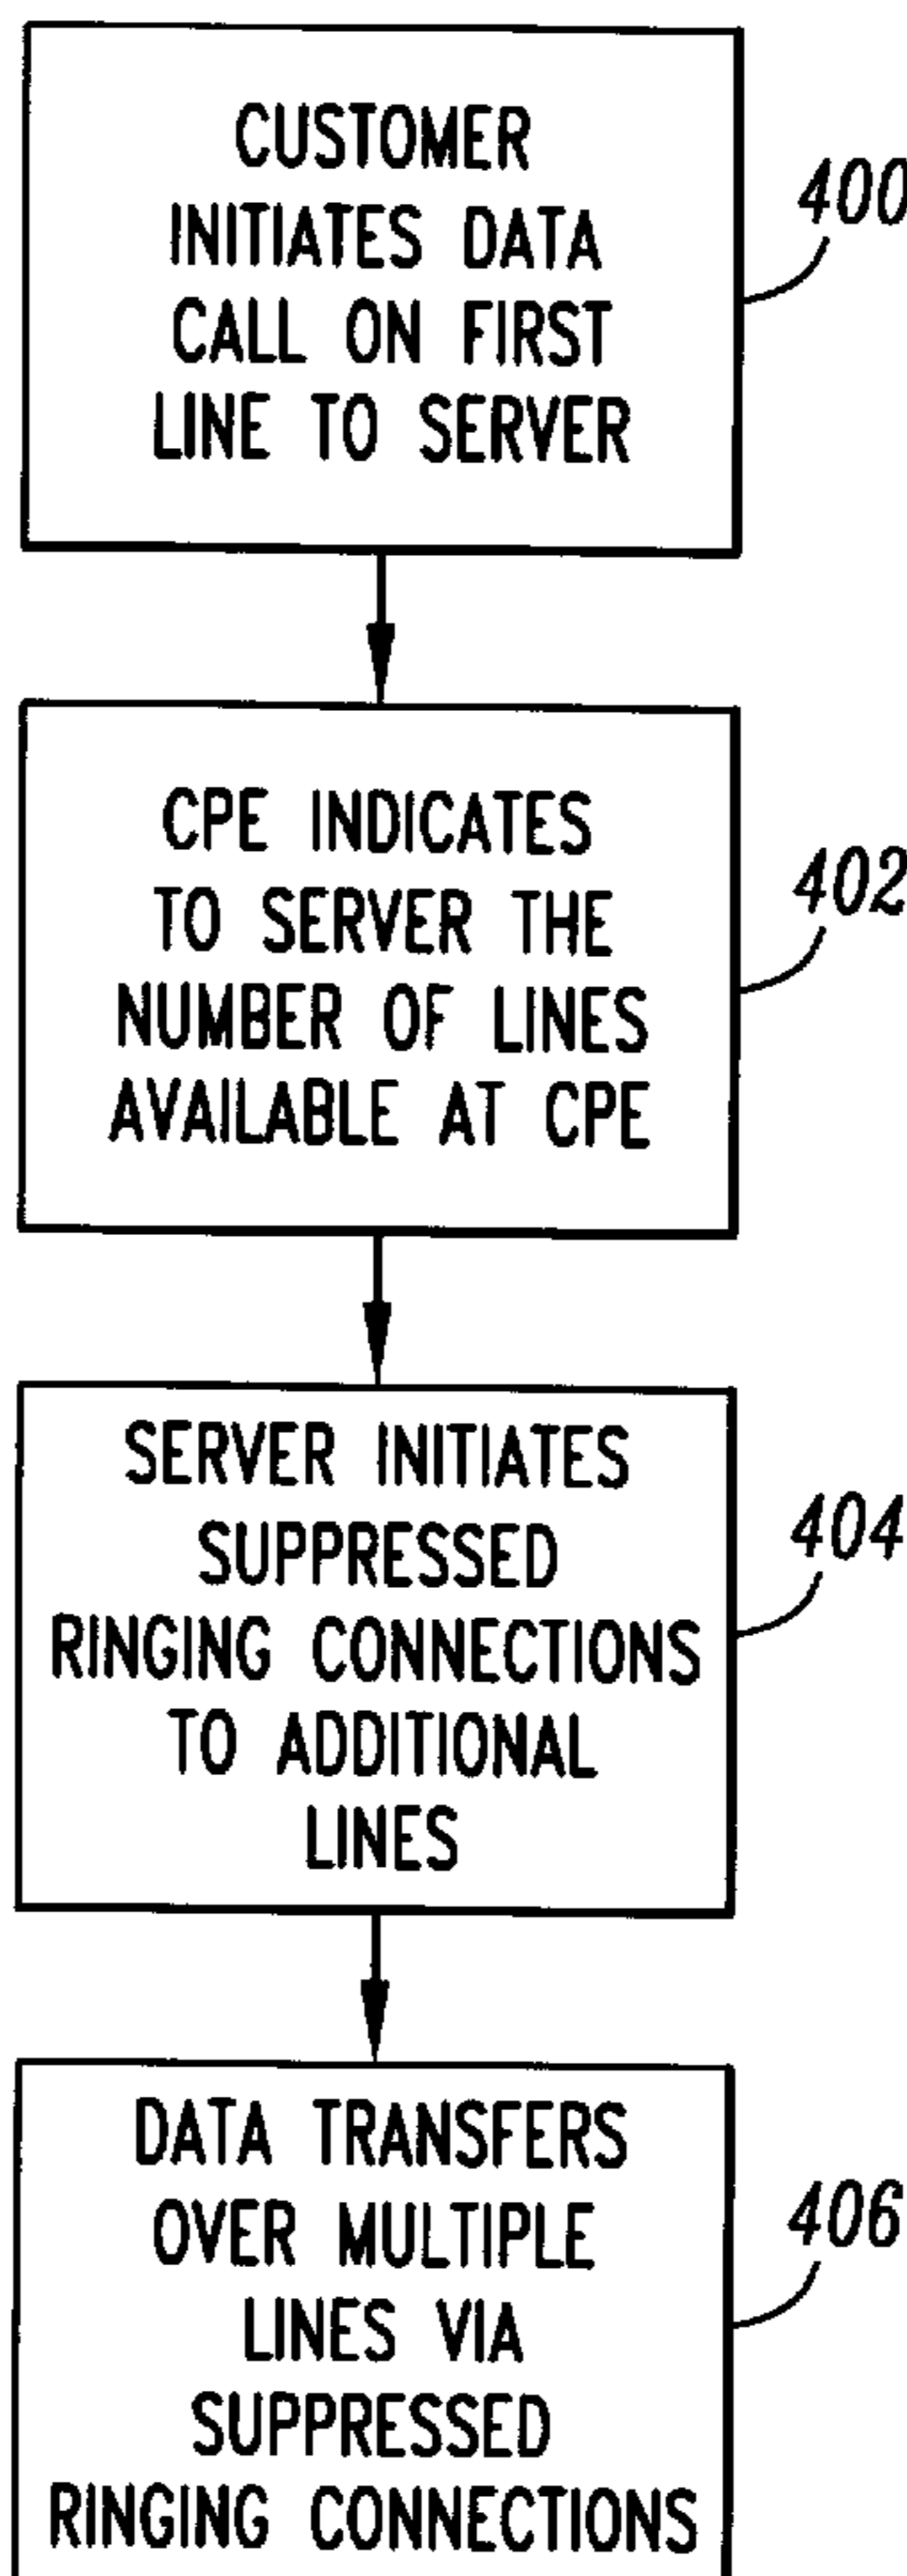 CUSTOMER
INITIATES DATA
CALL ON FIRST
LINE TO SERVER
400
CPE INDICATES
TO SERVER THE
NUMBER OF LINES
AVAILABLE AT CPE
402
SERVER INITIATES
SUPPRESSED
RINGING CONNECTIONS
TO ADDITIONAL
LINES
404
DATA TRANSFERS
OVER MULTIPLE
LINES VIA
SUPPRESSED
RINGING CONNECTIONS
406